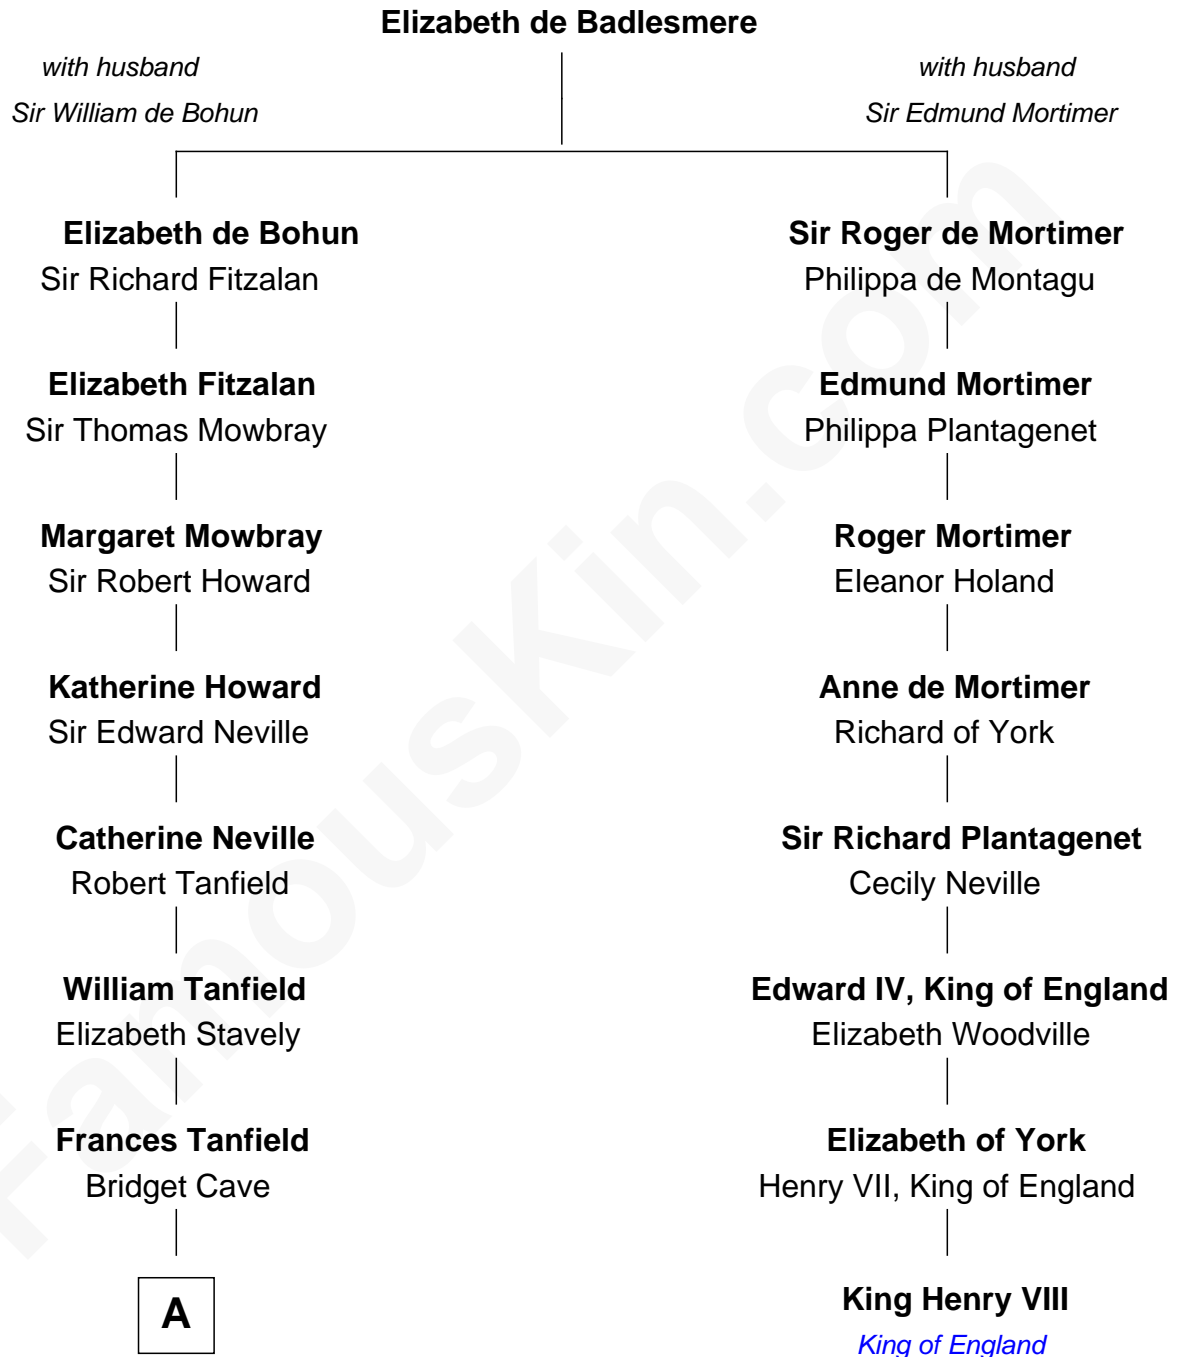 Elizabeth de Badlesmere
with husband
Sir William de Bohun
with husband
Sir Edmund Mortimer
Elizabeth de Bohun
Sir Richard Fitzalan
Sir Roger de Mortimer
Philippa de Montagu
Elizabeth Fitzalan
Sir Thomas Mowbray
Edmund Mortimer
Philippa Plantagenet
Margaret Mowbray
Sir Robert Howard
Roger Mortimer
Eleanor Holand
Katherine Howard
Sir Edward Neville
Anne de Mortimer
Richard of York
Catherine Neville
Robert Tanfield
Sir Richard Plantagenet
Cecily Neville
William Tanfield
Elizabeth Stavely
Edward IV, King of England
Elizabeth Woodville
Frances Tanfield
Bridget Cave
Elizabeth of York
Henry VII, King of England
A
King Henry VIII
King of England
FamousKin.com